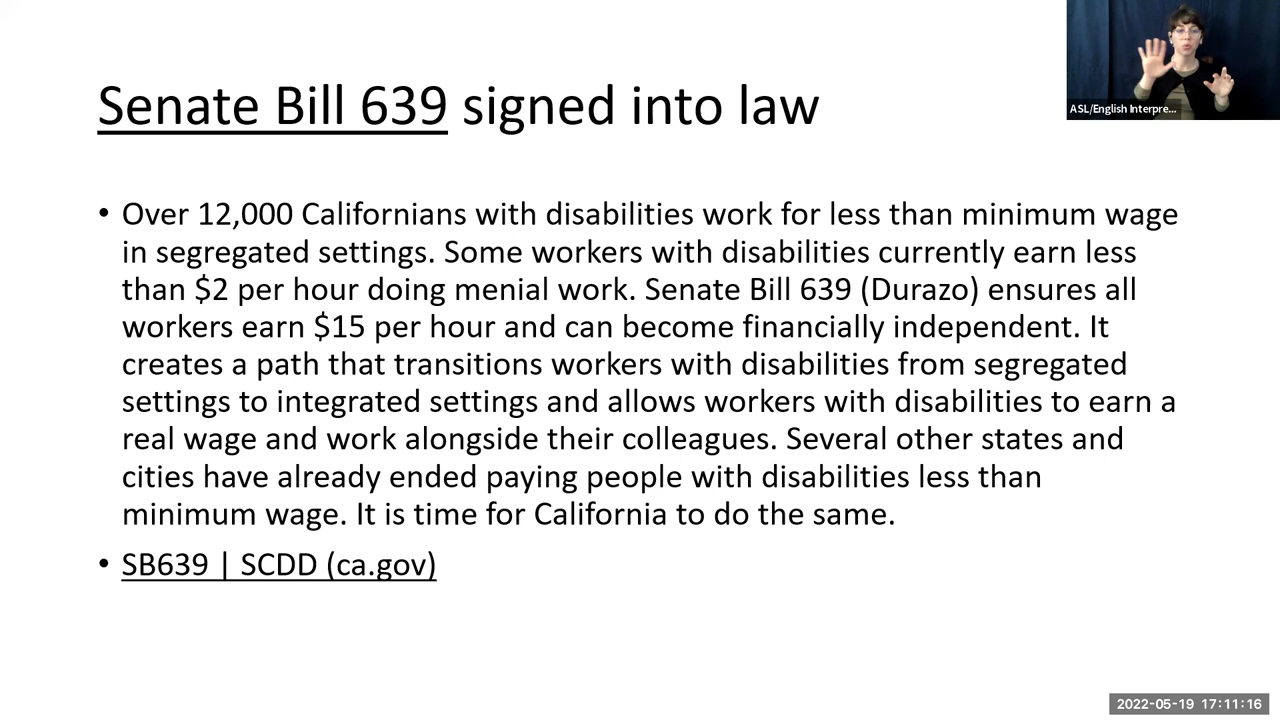 Senate Bill 639 signed into law
ASL/English Interpre...
• Over 12,000 Californians with disabilities work for less than minimum wage
in segregated settings. Some workers with disabilities currently earn less
than $2 per hour doing menial work. Senate Bill 639 (Durazo) ensures all
workers earn $15 per hour and can become financially independent. It
creates a path that transitions workers with disabilities from segregated
settings to integrated settings and allows workers with disabilities to earn a
real wage and work alongside their colleagues. Several other states and
cities have already ended paying people with disabilities less than
minimum wage. It is time for California to do the same.
• SB639 | SCDD (ca.gov)
2022-05-19 17:11:16